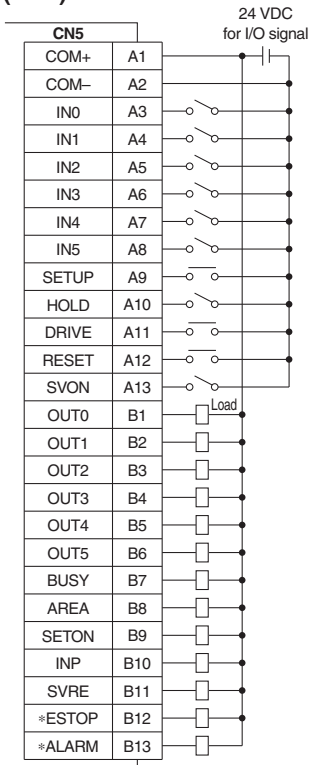 24 VDC
for I/O signal
CN5
COM+ A1
COM– A2
IN0 A3
IN1 A4
IN2 A5
IN3 A6
IN4 A7
IN5 A8
SETUP A9
HOLD A10
DRIVE A11
RESET A12
SVON A13
OUT0 B1 Load
OUT1 B2
OUT2 B3
OUT3 B4
OUT4 B5
OUT5 B6
BUSY B7
AREA B8
SETON B9
INP B10
SVRE B11
∗ESTOP B12
∗ALARM B13